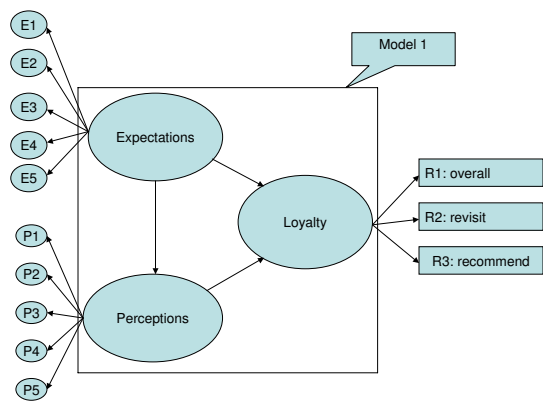 E1
E2
E3
E4
E5
Model 1
Expectations
R1: overall
R2: revisit
R3: recommend
Loyalty
P1
P2
P3
P4
P5
Perceptions